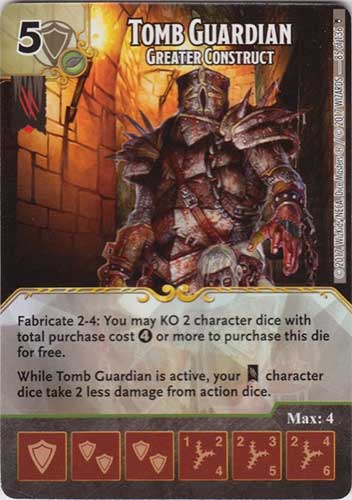 5
TOMB GUARDIAN
GREATER CONSTRUCT
Fabricate 2-4: You may KO 2 character dice with
total purchase cost 4 or more to purchase this die
for free.
While Tomb Guardian is active, your character
dice take 2 less damage from action dice.
Max: 4
1 2 4
2 3 5
2 4 6